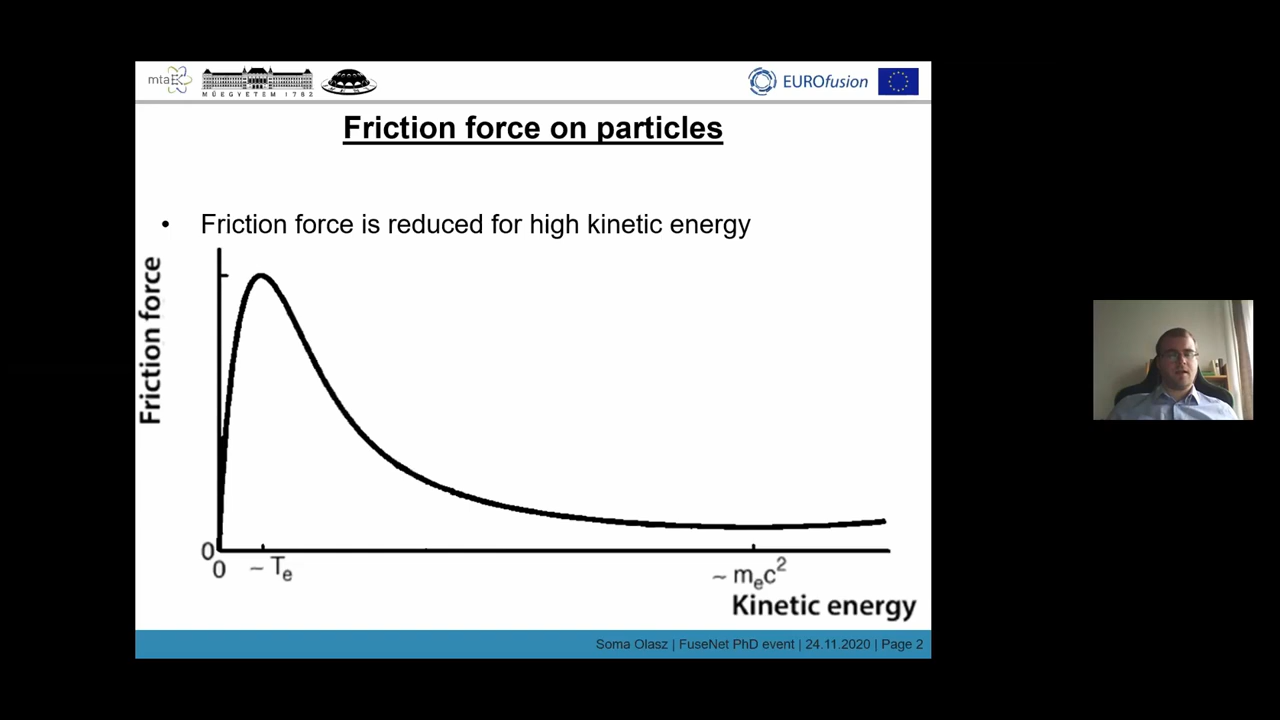 mta EK
MŰEGYETEM 1782
EUROfusion
Friction force on particles
• Friction force is reduced for high kinetic energy
Friction force
0
0
~ Te
~ mec²
Kinetic energy
Soma Olasz | FuseNet PhD event | 24.11.2020 | Page 2